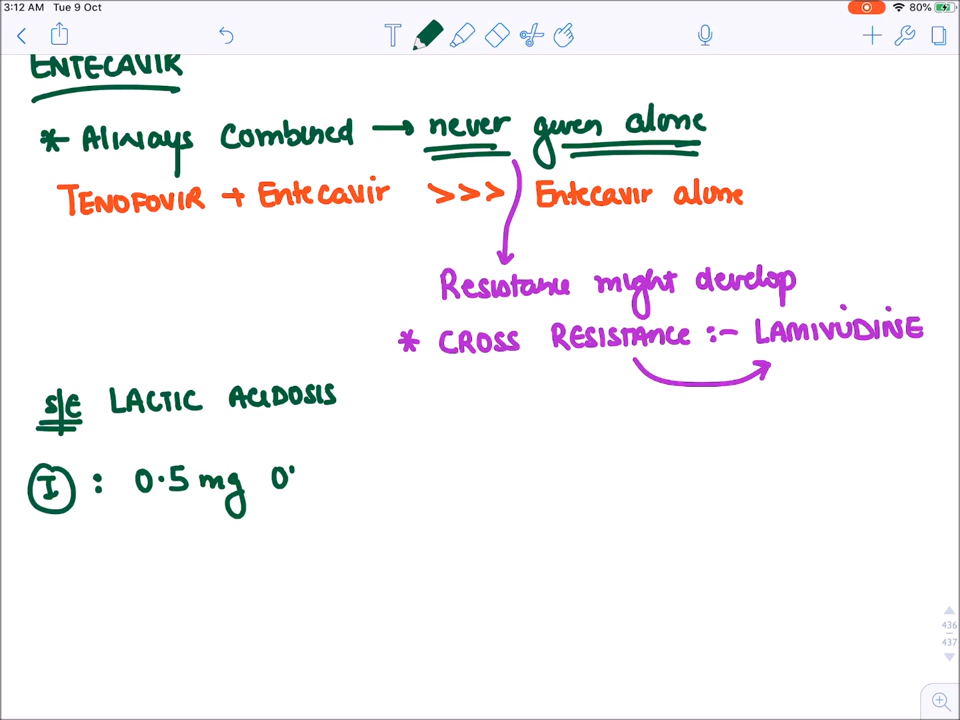 3:12 AM Tue 9 Oct
80%
T
ENTECAVIR
* Always combined → never given alone
TENOFOVIR + Entecavir >>> Entecavir alone
Resistance might develop
* CROSS RESISTANCE :- LAMIVUDINE
S/E LACTIC ACIDOSIS
I : 0.5 mg 0'
436
437